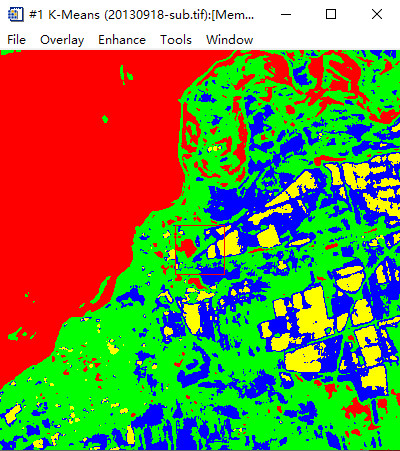 #1 K-Means (20130918-sub.tif):[Mem...
File Overlay Enhance Tools Window